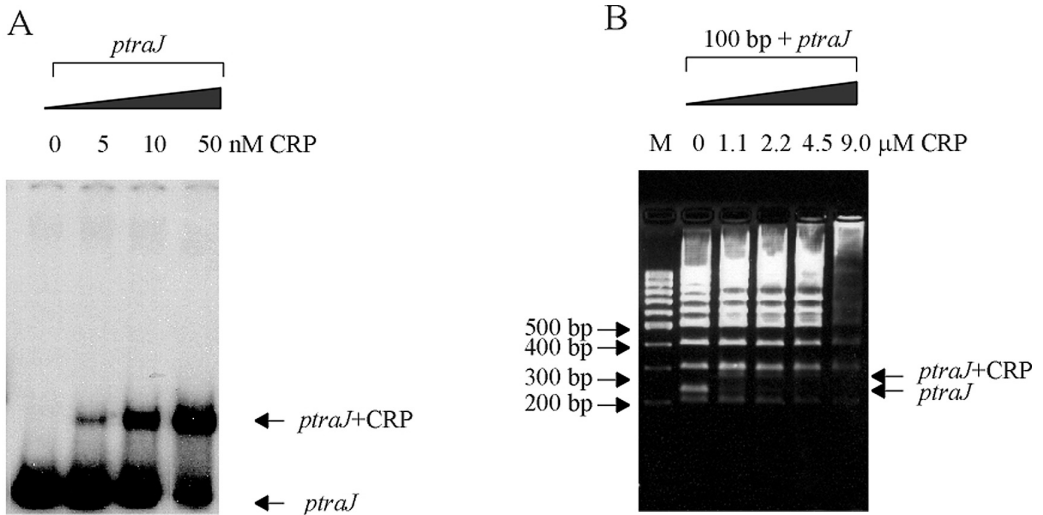 A
ptraJ
0 5 10 50 nM CRP
ptraJ+CRP
ptraJ
B
100 bp + ptraJ
M 0 1.1 2.2 4.5 9.0 µM CRP
500 bp
400 bp
300 bp
200 bp
ptraJ+CRP
ptraJ